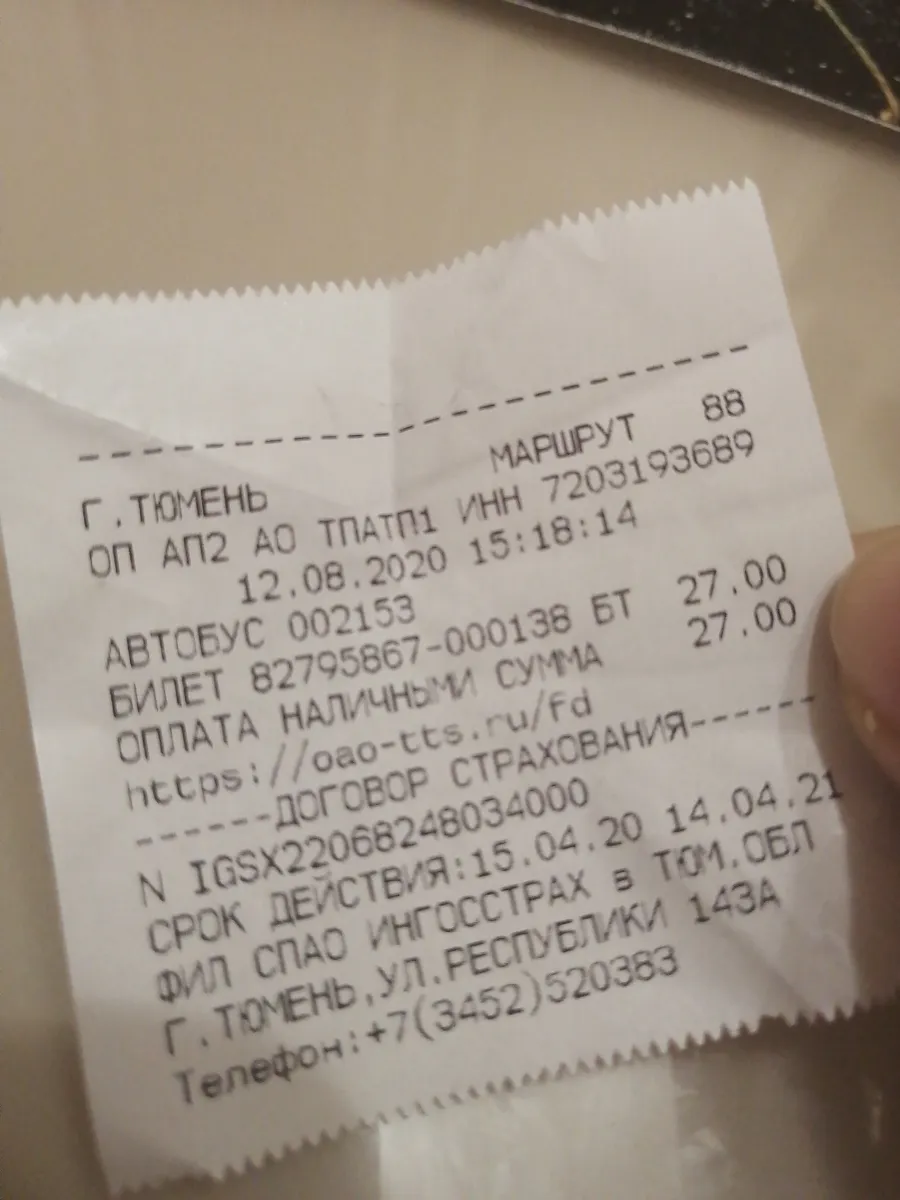 Г.ТЮМЕНЬ МАРШРУТ 88
ОП АП2 АО ТПАТП1 ИНН 7203193689
12.08.2020 15:18:14
АВТОБУС 002153
БИЛЕТ 82795867-000138 БТ 27.00
ОПЛАТА НАЛИЧНЫМИ СУММА 27.00
https://oao-tts.ru/fd
------ДОГОВОР СТРАХОВАНИЯ------
N IGSX22068248034000
СРОК ДЕЙСТВИЯ:15.04.20 14.04.21
ФИЛ СПАО ИНГОССТРАХ в ТЮМ.ОБЛ
Г.ТЮМЕНЬ,УЛ.РЕСПУБЛИКИ 143А
Телефон:+7(3452)520383